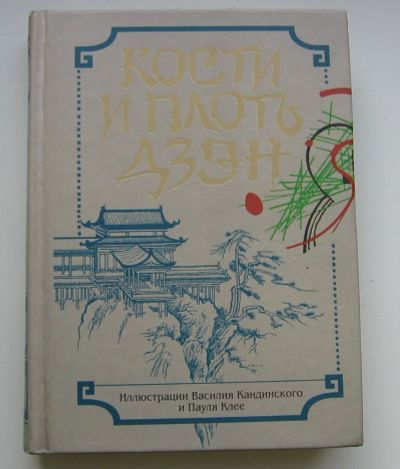 Кости
и плоть
дзэн
Иллюстрации Василия Кандинского
и Пауля Клее